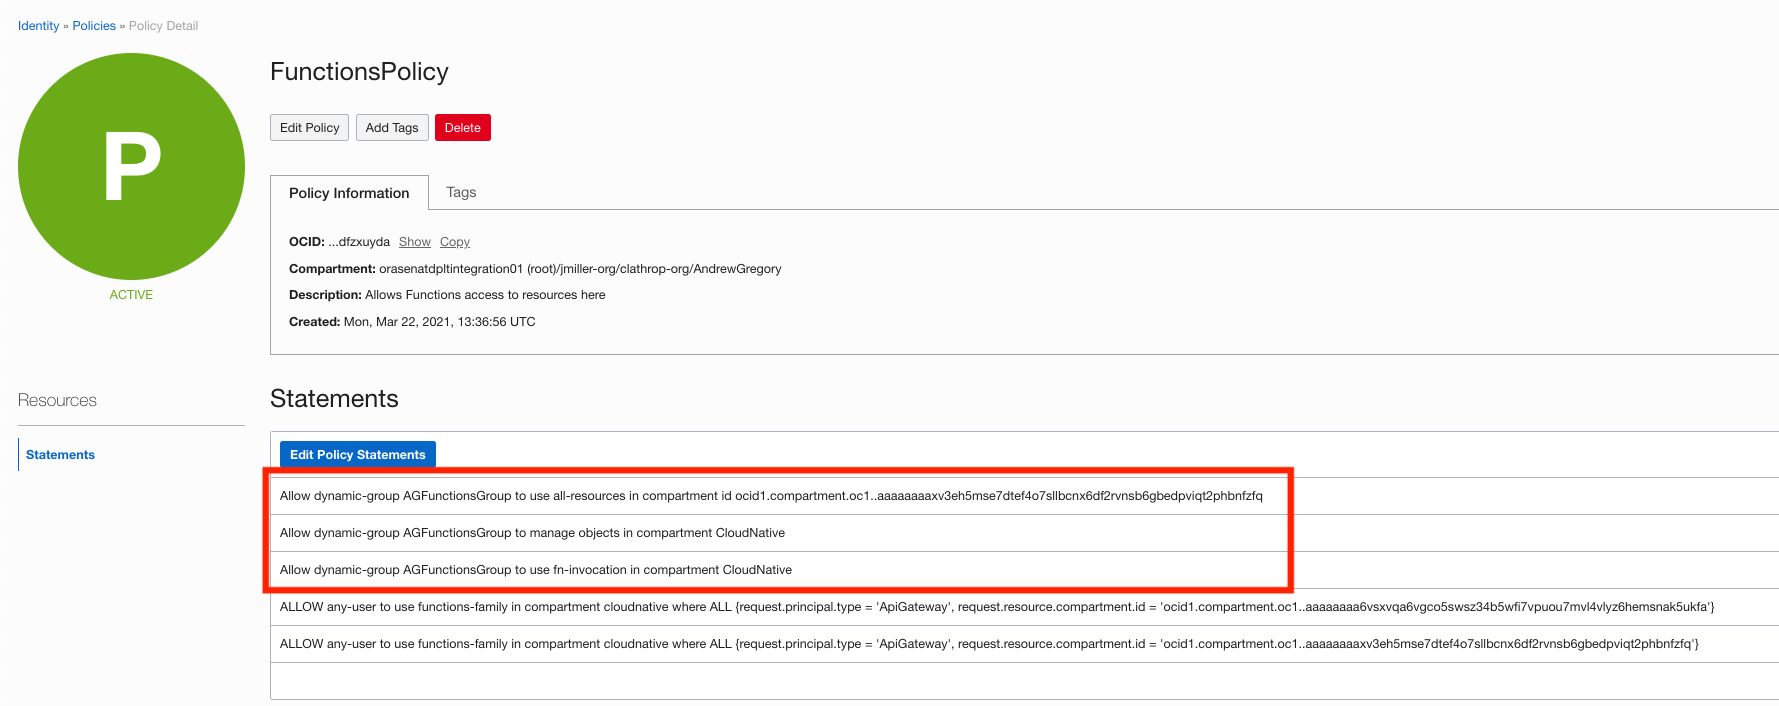 Identity » Policies » Policy Detail
P
ACTIVE
FunctionsPolicy
Edit Policy Add Tags Delete
Policy Information Tags
OCID: ...dfzxuyda Show Copy
Compartment: orasenatdpltintegration01 (root)/jmiller-org/clathrop-org/AndrewGregory
Description: Allows Functions access to resources here
Created: Mon, Mar 22, 2021, 13:36:56 UTC
Resources
Statements
Statements
Edit Policy Statements
Allow dynamic-group AGFunctionsGroup to use all-resources in compartment id ocid1.compartment.oc1..aaaaaaaaxv3eh5mse7dtef4o7sllbcnx6df2rvnsb6gbedpviqt2phbnfzfq
Allow dynamic-group AGFunctionsGroup to manage objects in compartment CloudNative
Allow dynamic-group AGFunctionsGroup to use fn-invocation in compartment CloudNative
ALLOW any-user to use functions-family in compartment cloudnative where ALL {request.principal.type = 'ApiGateway', request.resource.compartment.id = 'ocid1.compartment.oc1..aaaaaaaa6vsxvqa6vgco5swsz34b5wfi7vpuou7mvl4vlyz6hemsnak5ukfa'}
ALLOW any-user to use functions-family in compartment cloudnative where ALL {request.principal.type = 'ApiGateway', request.resource.compartment.id = 'ocid1.compartment.oc1..aaaaaaaaxv3eh5mse7dtef4o7sllbcnx6df2rvnsb6gbedpviqt2phbnfzfq'}